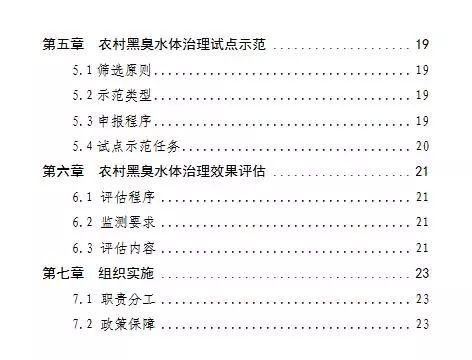 第五章 农村黑臭水体治理试点示范 ........................ 19
5.1 筛选原则 ........................ 19
5.2 示范类型 ........................ 19
5.3 申报程序 ........................ 19
5.4 试点示范任务 ........................ 20
第六章 农村黑臭水体治理效果评估 ........................ 21
6.1 评估程序 ........................ 21
6.2 监测要求 ........................ 21
6.3 评估内容 ........................ 21
第七章 组织实施 ........................ 23
7.1 职责分工 ........................ 23
7.2 政策保障 ........................ 23